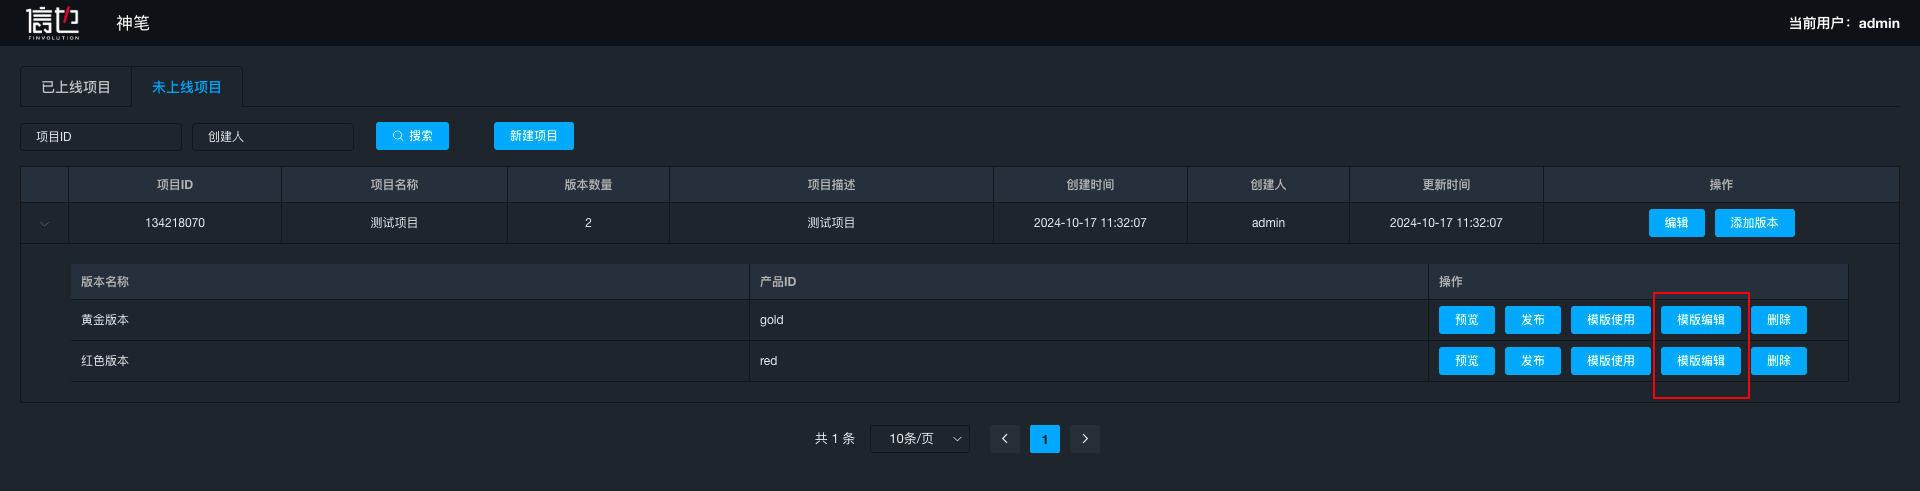 信也 神笔 当前用户：admin
FINVOLUTION
已上线项目 未上线项目
项目ID 创建人 搜索 新建项目
项目ID 项目名称 版本数量 项目描述 创建时间 创建人 更新时间 操作
134218070 测试项目 2 测试项目 2024-10-17 11:32:07 admin 2024-10-17 11:32:07 编辑 添加版本
版本名称 产品ID 操作
黄金版本 gold 预览 发布 模版使用 模版编辑 删除
红色版本 red 预览 发布 模版使用 模版编辑 删除
共 1 条 10条/页 1